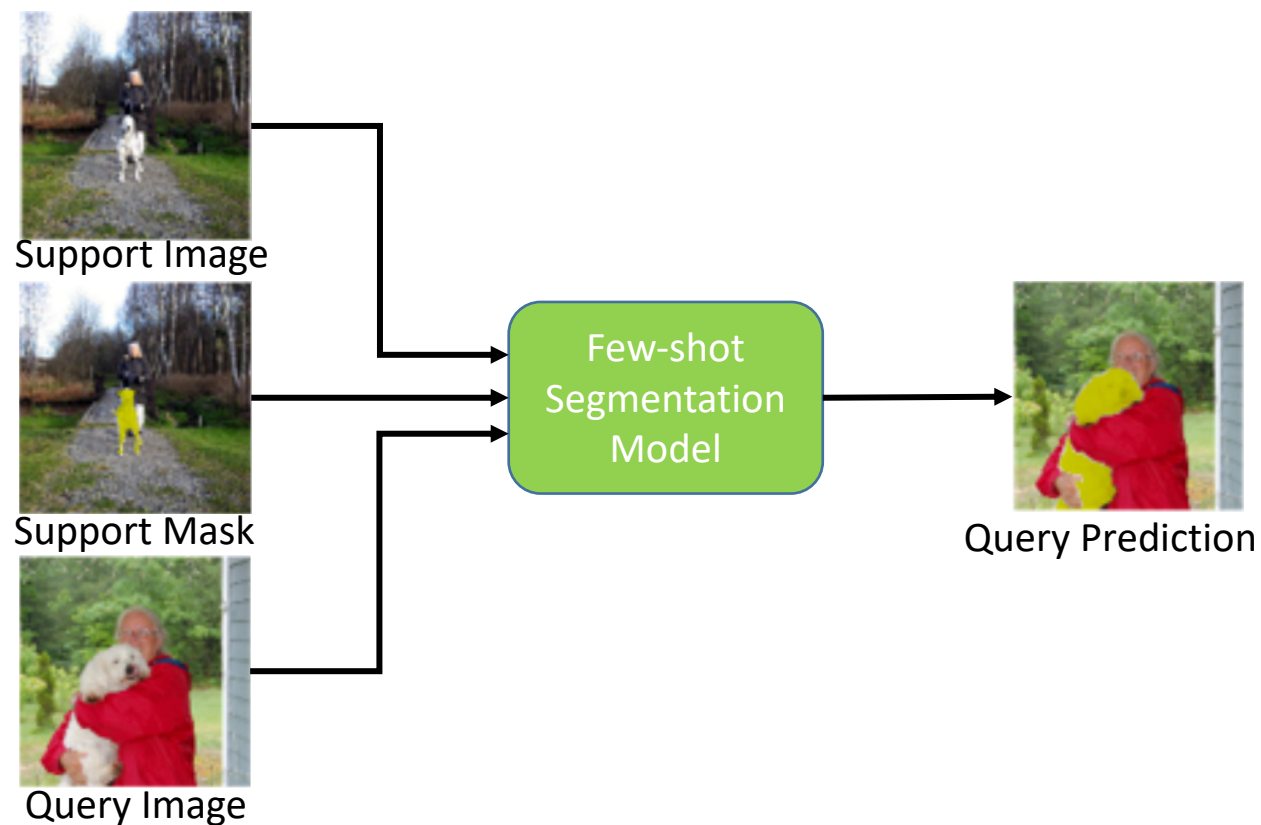 Support Image
Support Mask
Query Image
Few-shot
Segmentation
Model
Query Prediction